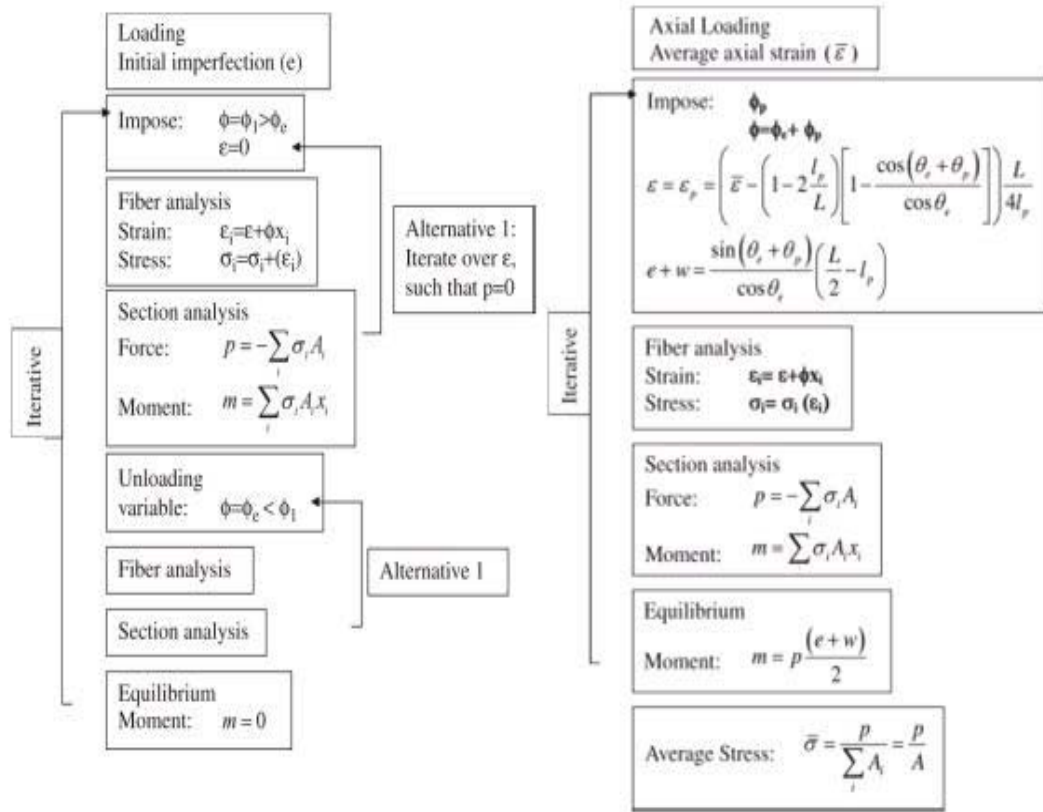 Loading
Initial imperfection (e)
Iterative
Impose: ϕ=ϕ₁>ϕₑ
ε=0
Fiber analysis
Strain: εᵢ=ε+ϕxᵢ
Stress: σᵢ=σᵢ+(εᵢ)
Alternative 1:
Iterate over ε,
such that p=0
Section analysis
Force: p = −∑ᵢ σᵢAᵢ
Moment: m = ∑ᵢ σᵢAᵢxᵢ
Unloading
variable: ϕ=ϕₑ < ϕ₁
Fiber analysis
Alternative 1
Section analysis
Equilibrium
Moment: m = 0
Axial Loading
Average axial strain (ε̅)
Iterative
Impose: ϕₚ
ϕ=ϕₑ+ ϕₚ
ε = εₚ = (ε̅ − (1 − 2 lₚ/L)[1 − cos(θₑ + θₚ)/cosθₑ]) L/4lₚ
e + w = sin(θₑ + θₚ)/cosθₑ (L/2 − lₚ)
Fiber analysis
Strain: εᵢ= ε+ϕxᵢ
Stress: σᵢ= σᵢ (εᵢ)
Section analysis
Force: p = −∑ᵢ σᵢAᵢ
Moment: m = ∑ᵢ σᵢAᵢxᵢ
Equilibrium
Moment: m = p (e + w)/2
Average Stress: σ̅ = p/∑ᵢ Aᵢ = p/A